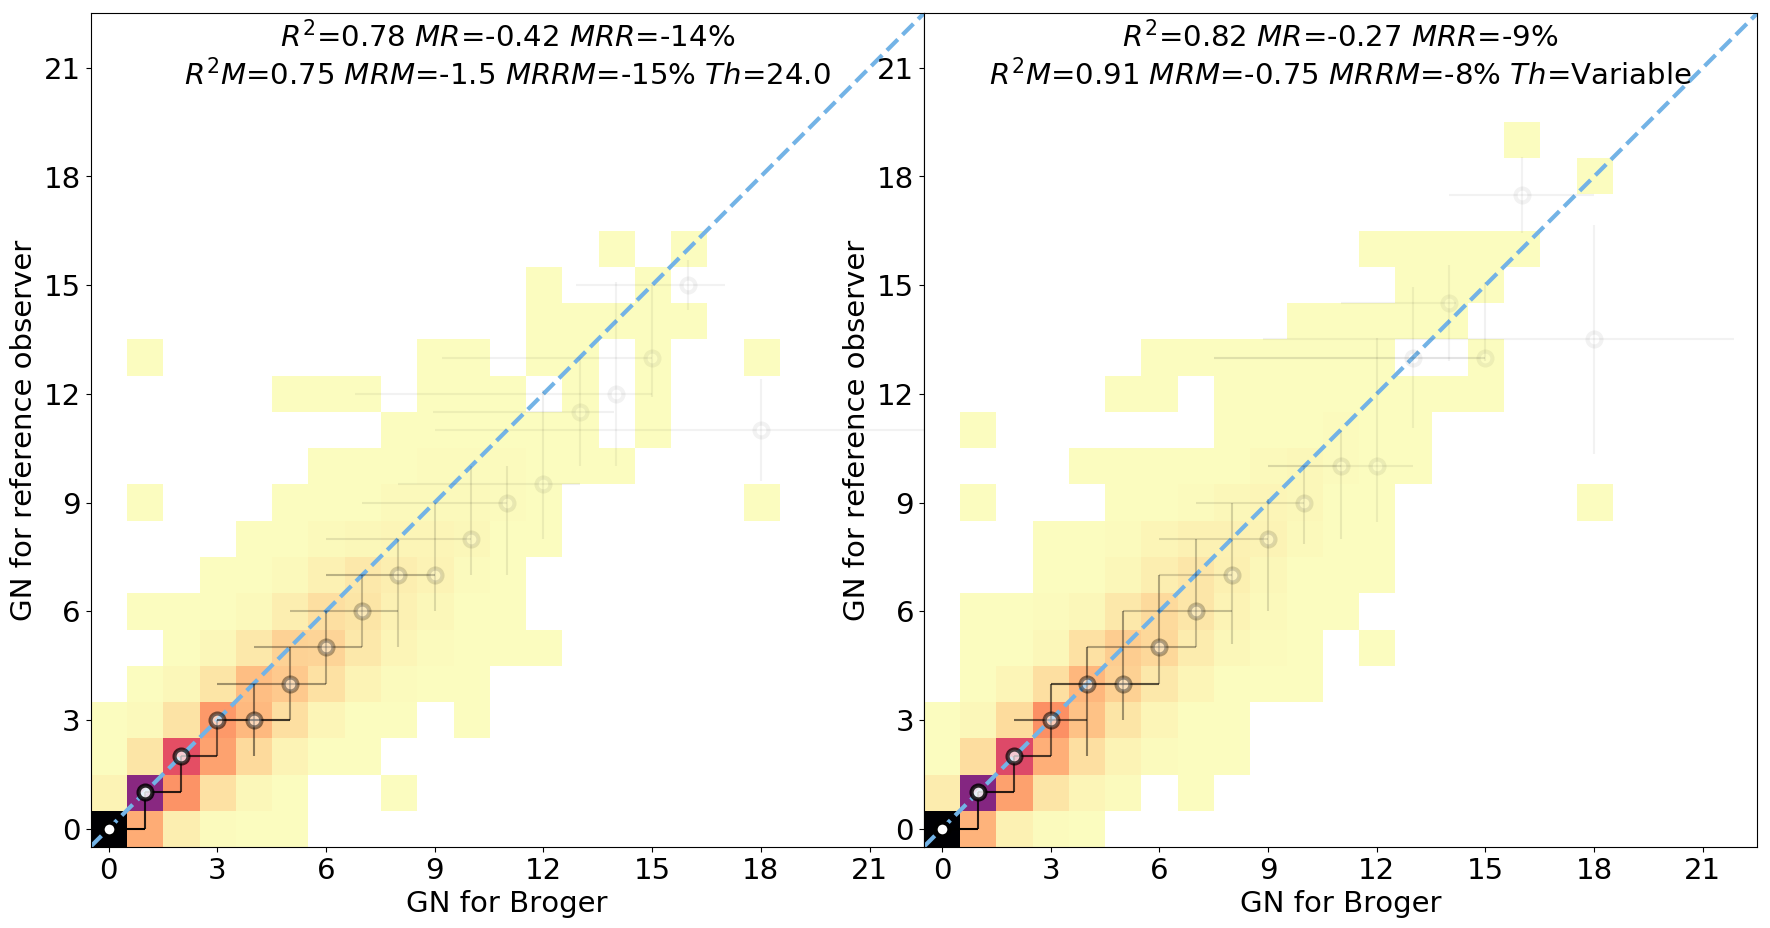 R²=0.78 MR=-0.42 MRR=-14%
R²M=0.75 MRM=-1.5 MRRM=-15% Th=24.0
21
18
15
12
9
6
3
0
GN for reference observer
0 3 6 9 12 15 18 21
GN for Broger
R²=0.82 MR=-0.27 MRR=-9%
R²M=0.91 MRM=-0.75 MRRM=-8% Th=Variable
21
18
15
12
9
6
3
0
GN for reference observer
0 3 6 9 12 15 18 21
GN for Broger